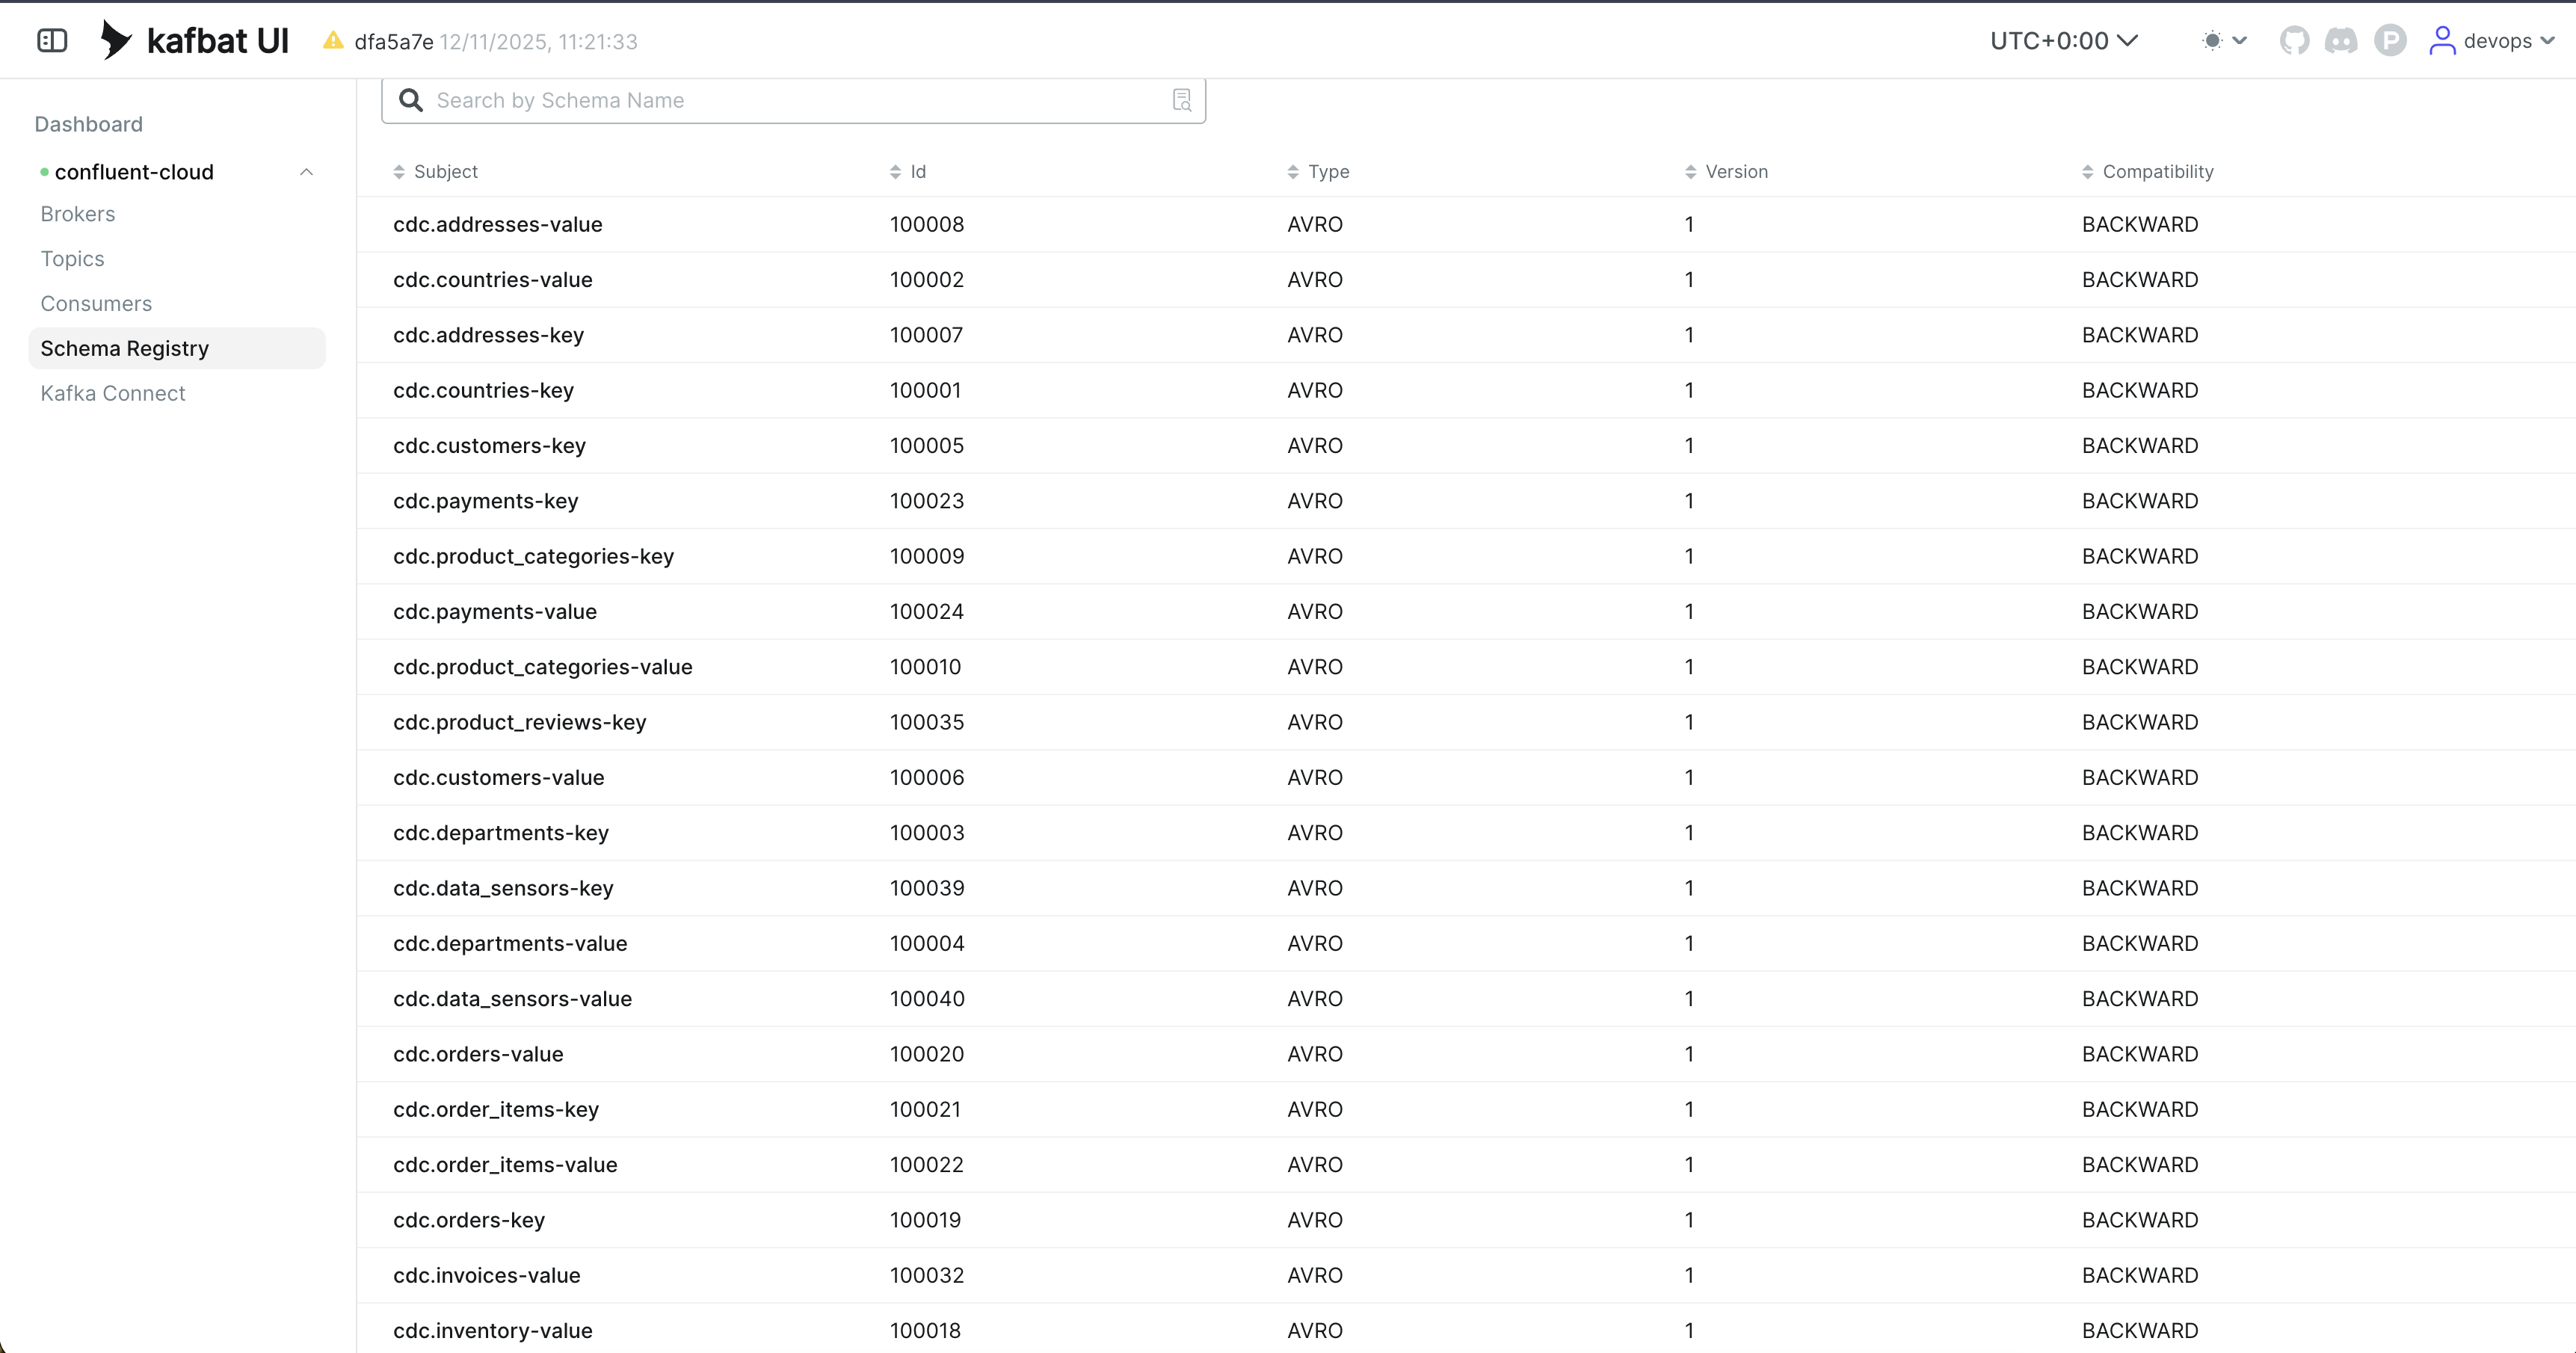 kafbat UI dfa5a7e 12/11/2025, 11:21:33 UTC+0:00 P devops
Dashboard
confluent-cloud
Brokers
Topics
Consumers
Schema Registry
Kafka Connect
Search by Schema Name
Subject Id Type Version Compatibility
cdc.addresses-value 100008 AVRO 1 BACKWARD
cdc.countries-value 100002 AVRO 1 BACKWARD
cdc.addresses-key 100007 AVRO 1 BACKWARD
cdc.countries-key 100001 AVRO 1 BACKWARD
cdc.customers-key 100005 AVRO 1 BACKWARD
cdc.payments-key 100023 AVRO 1 BACKWARD
cdc.product_categories-key 100009 AVRO 1 BACKWARD
cdc.payments-value 100024 AVRO 1 BACKWARD
cdc.product_categories-value 100010 AVRO 1 BACKWARD
cdc.product_reviews-key 100035 AVRO 1 BACKWARD
cdc.customers-value 100006 AVRO 1 BACKWARD
cdc.departments-key 100003 AVRO 1 BACKWARD
cdc.data_sensors-key 100039 AVRO 1 BACKWARD
cdc.departments-value 100004 AVRO 1 BACKWARD
cdc.data_sensors-value 100040 AVRO 1 BACKWARD
cdc.orders-value 100020 AVRO 1 BACKWARD
cdc.order_items-key 100021 AVRO 1 BACKWARD
cdc.order_items-value 100022 AVRO 1 BACKWARD
cdc.orders-key 100019 AVRO 1 BACKWARD
cdc.invoices-value 100032 AVRO 1 BACKWARD
cdc.inventory-value 100018 AVRO 1 BACKWARD